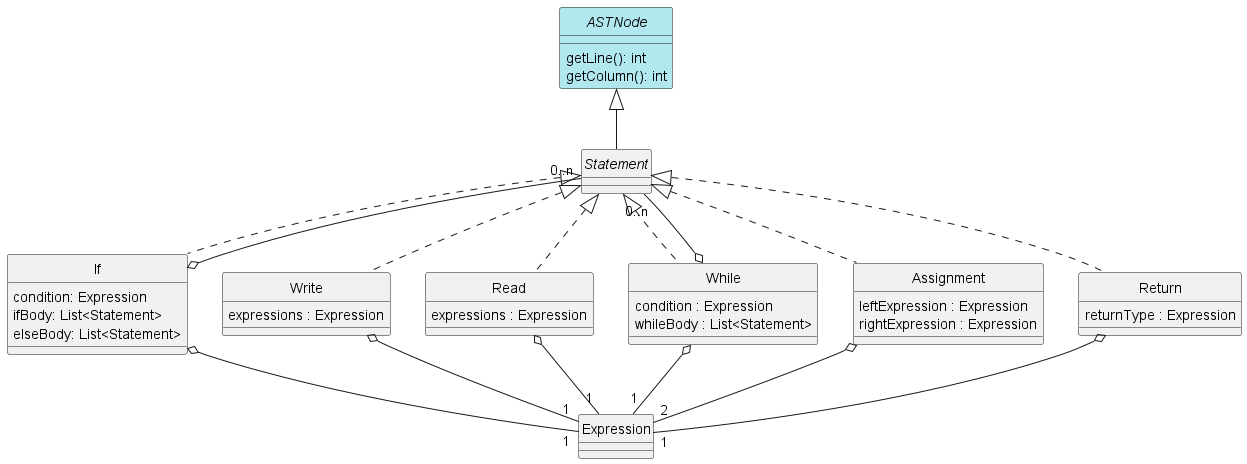 ASTNode
getLine(): int
getColumn(): int
Statement
0..n
0..n
If
condition: Expression
ifBody: List<Statement>
elseBody: List<Statement>
Write
expressions : Expression
Read
expressions : Expression
While
condition : Expression
whileBody : List<Statement>
Assignment
leftExpression : Expression
rightExpression : Expression
Return
returnType : Expression
1
1
1
2
Expression
1
1